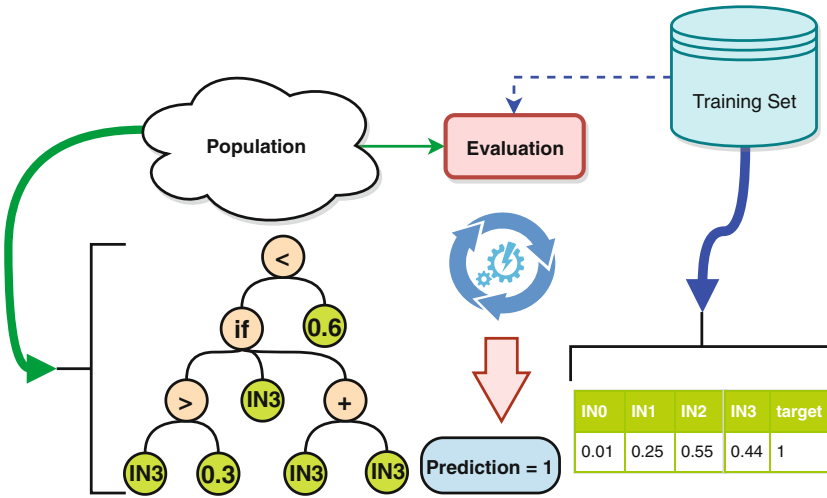 Training Set
Population
Evaluation
<
if
0.6
>
IN3
+
IN3
0.3
IN3
IN3
Prediction = 1
IN0 IN1 IN2 IN3 target
0.01 0.25 0.55 0.44 1